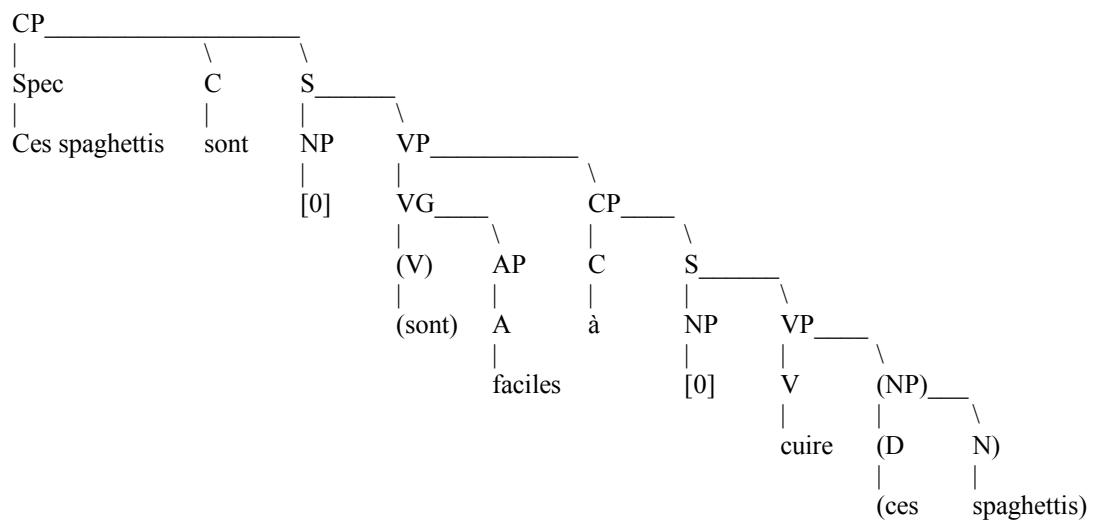 CP
Spec C S
Ces spaghettis sont NP VP
[0] VG CP
(V) AP C S
(sont) A à NP VP
faciles [0] V (NP)
cuire (D N)
(ces spaghettis)